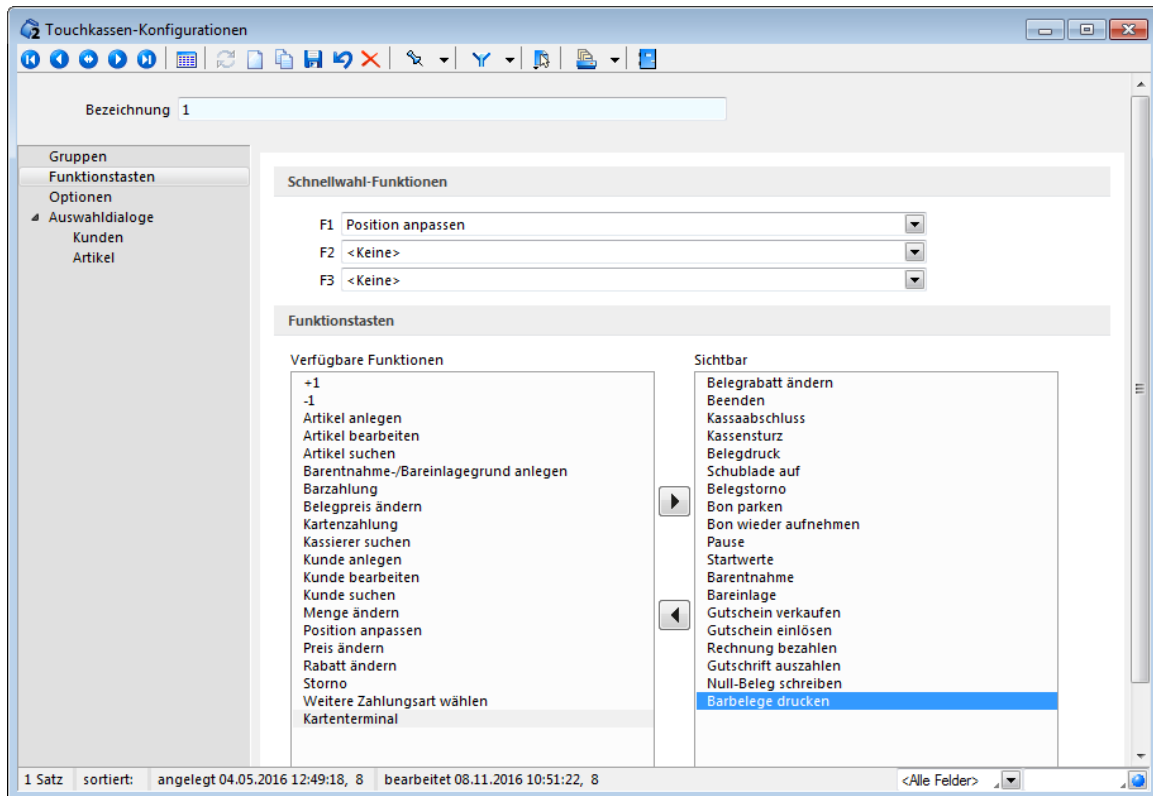 Touchkassen-Konfigurationen
Bezeichnung 1
Gruppen
Funktionstasten
Optionen
Auswahldialoge
Kunden
Artikel
Schnellwahl-Funktionen
F1 Position anpassen
F2 <Keine>
F3 <Keine>
Funktionstasten
Verfügbare Funktionen
+1
-1
Artikel anlegen
Artikel bearbeiten
Artikel suchen
Barentnahme-/Bareinlagegrund anlegen
Barzahlung
Belegpreis ändern
Kartenzahlung
Kassierer suchen
Kunde anlegen
Kunde bearbeiten
Kunde suchen
Menge ändern
Position anpassen
Preis ändern
Rabatt ändern
Storno
Weitere Zahlungsart wählen
Kartenterminal
Sichtbar
Belegrabatt ändern
Beenden
Kassaabschluss
Kassensturz
Belegdruck
Schublade auf
Belegstorno
Bon parken
Bon wieder aufnehmen
Pause
Startwerte
Barentnahme
Bareinlage
Gutschein verkaufen
Gutschein einlösen
Rechnung bezahlen
Gutschrift auszahlen
Null-Beleg schreiben
Barbelege drucken
1 Satz sortiert: angelegt 04.05.2016 12:49:18, 8 bearbeitet 08.11.2016 10:51:22, 8 <Alle Felder>